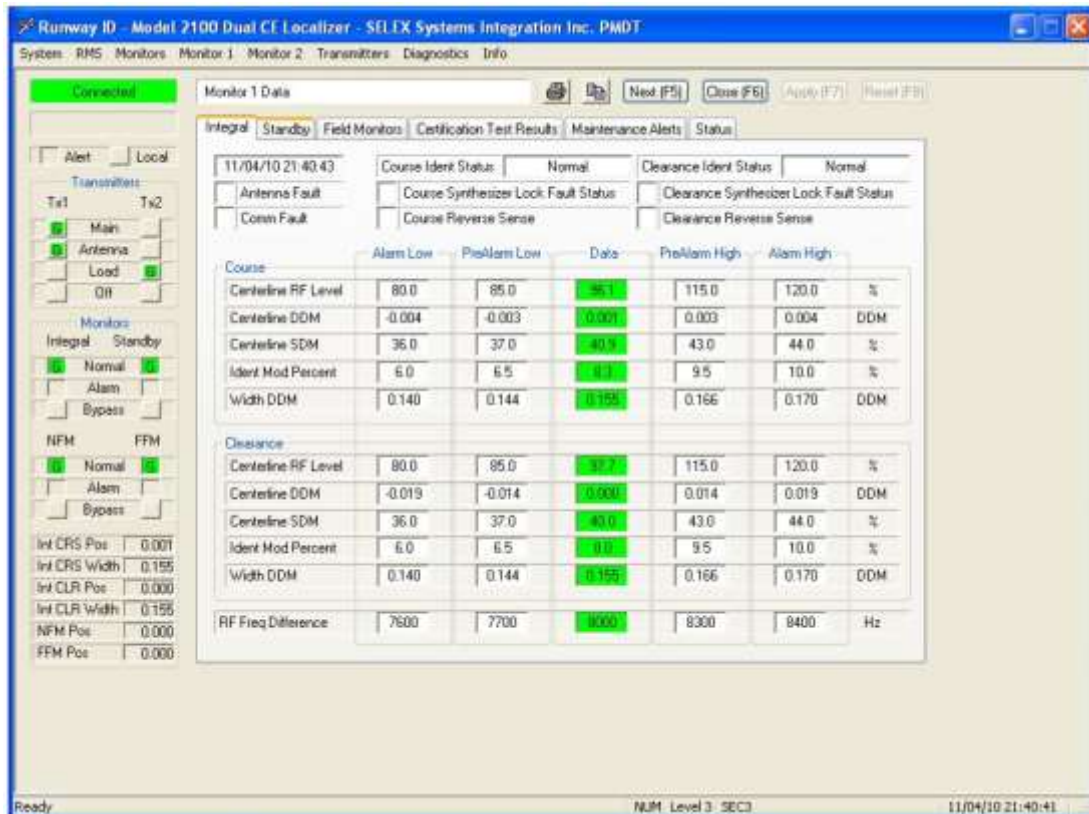 Runway ID - Model 2100 Dual CE Localizer - SELEX Systems Integration Inc. PMDT
System RMS Monitors Monitor 1 Monitor 2 Transmitters Diagnostics Info
Connected
Monitor 1 Data Next (F5) Close (F6) Apply (F7) Reset (F8)
Integral Standby Field Monitors Certification Test Results Maintenance Alerts Status
Alert Local
11/04/10 21:40:43 Course Ident Status Normal Clearance Ident Status Normal
Antenna Fault Course Synthesizer Lock Fault Status Clearance Synthesizer Lock Fault Status
Comm Fault Course Reverse Sense Clearance Reverse Sense
Transmitters
Tx1 Tx2
G Main
G Antenna
Load G
Off
Monitors
Integral Standby
G Normal G
Alarm
Bypass
NFM FFM
G Normal G
Alarm
Bypass
Int CRS Pos 0.001
Int CRS Width 0.155
Int CLR Pos 0.000
Int CLR Width 0.155
NFM Pos 0.000
FFM Pos 0.000
Alarm Low PreAlarm Low Data PreAlarm High Alarm High
Course
Centerline RF Level 80.0 85.0 96.1 115.0 120.0 %
Centerline DDM -0.004 -0.003 0.001 0.003 0.004 DDM
Centerline SDM 36.0 37.0 40.9 43.0 44.0 %
Ident Mod Percent 6.0 6.5 9.5 10.0 %
Width DDM 0.140 0.144 0.155 0.166 0.170 DDM
Clearance
Centerline RF Level 80.0 85.0 97.7 115.0 120.0 %
Centerline DDM -0.019 -0.014 0.000 0.014 0.019 DDM
Centerline SDM 36.0 37.0 40.0 43.0 44.0 %
Ident Mod Percent 6.0 6.5 9.5 10.0 %
Width DDM 0.140 0.144 0.155 0.166 0.170 DDM
RF Freq Difference 7600 7700 8000 8300 8400 Hz
Ready NUM Level 3 SEC3 11/04/10 21:40:41